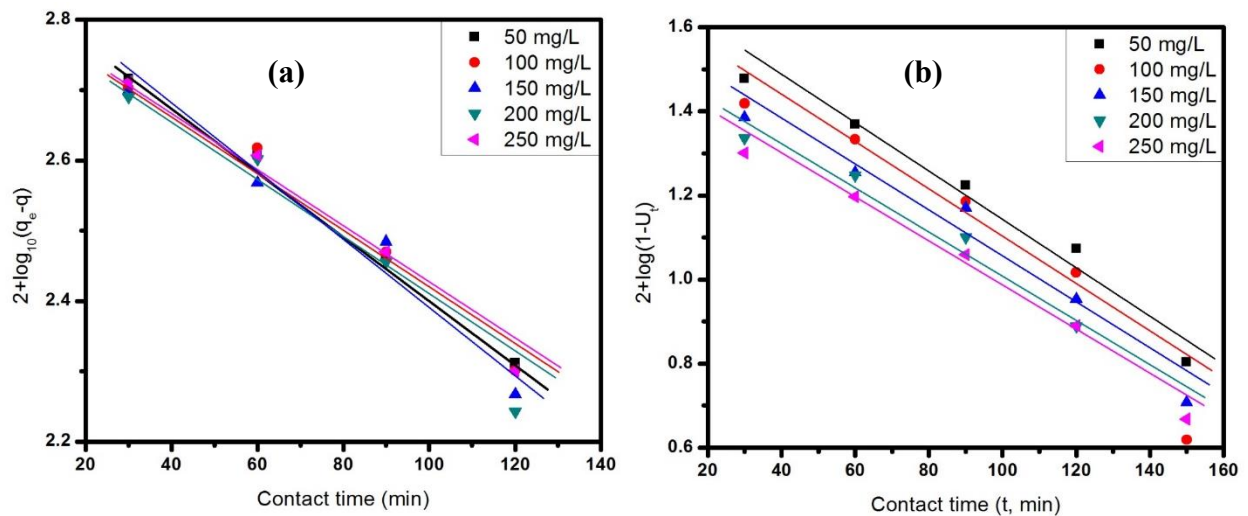 (a)
50 mg/L
100 mg/L
150 mg/L
200 mg/L
250 mg/L
2.8
2.6
2.4
2.2
2+log₁₀(qₑ-q)
20 40 60 80 100 120 140
Contact time (min)
(b)
50 mg/L
100 mg/L
150 mg/L
200 mg/L
250 mg/L
1.6
1.4
1.2
1.0
0.8
0.6
2+log(1-Uₜ)
20 40 60 80 100 120 140 160
Contact time (t, min)